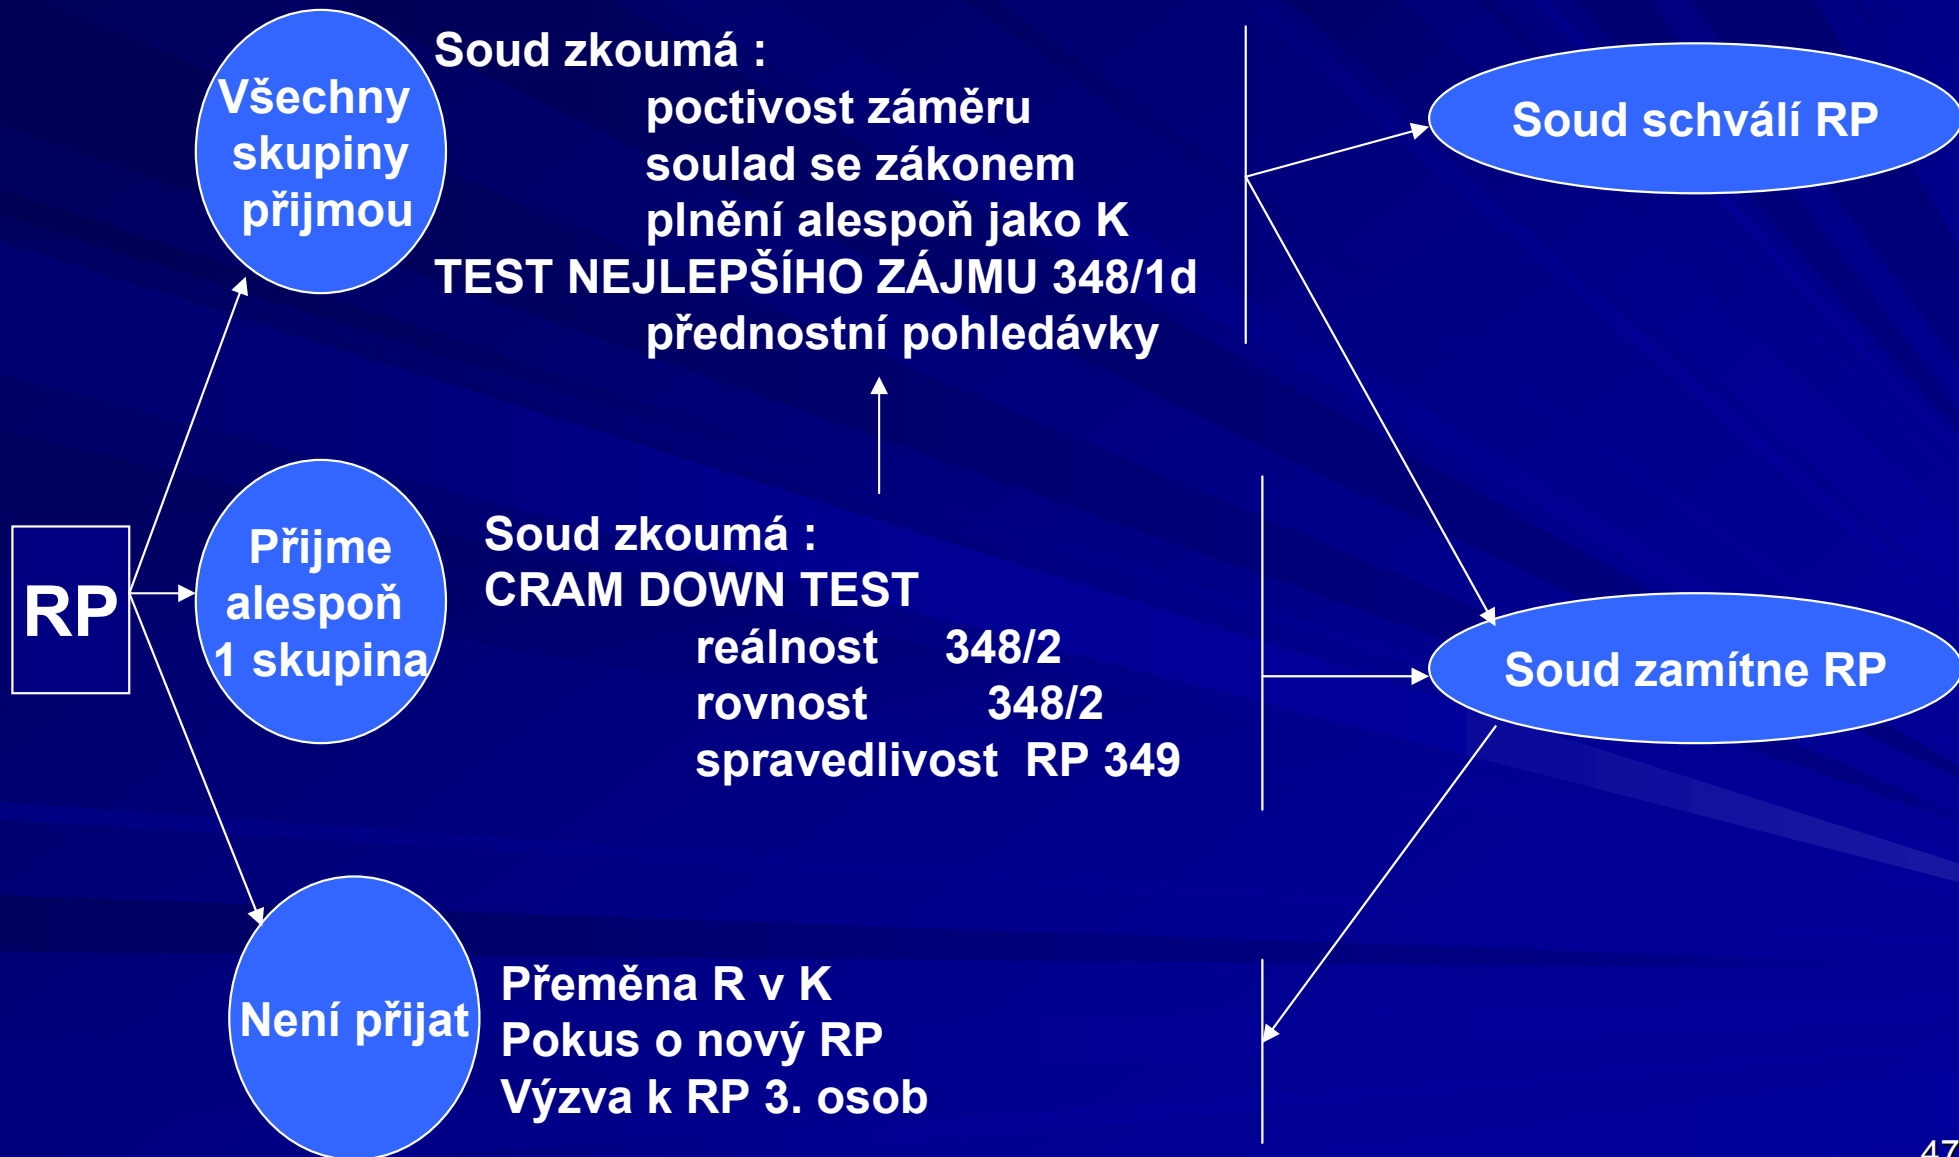 Všechny
skupiny
přijmou
Soud zkoumá :
poctivost záměru
soulad se zákonem
plnění alespoň jako K
TEST NEJLEPŠÍHO ZÁJMU 348/1d
přednostní pohledávky
Soud schválí RP
RP
Přijme
alespoň
1 skupina
Soud zkoumá :
CRAM DOWN TEST
reálnost 348/2
rovnost 348/2
spravedlivost RP 349
Soud zamítne RP
Není přijat
Přeměna R v K
Pokus o nový RP
Výzva k RP 3. osob
47